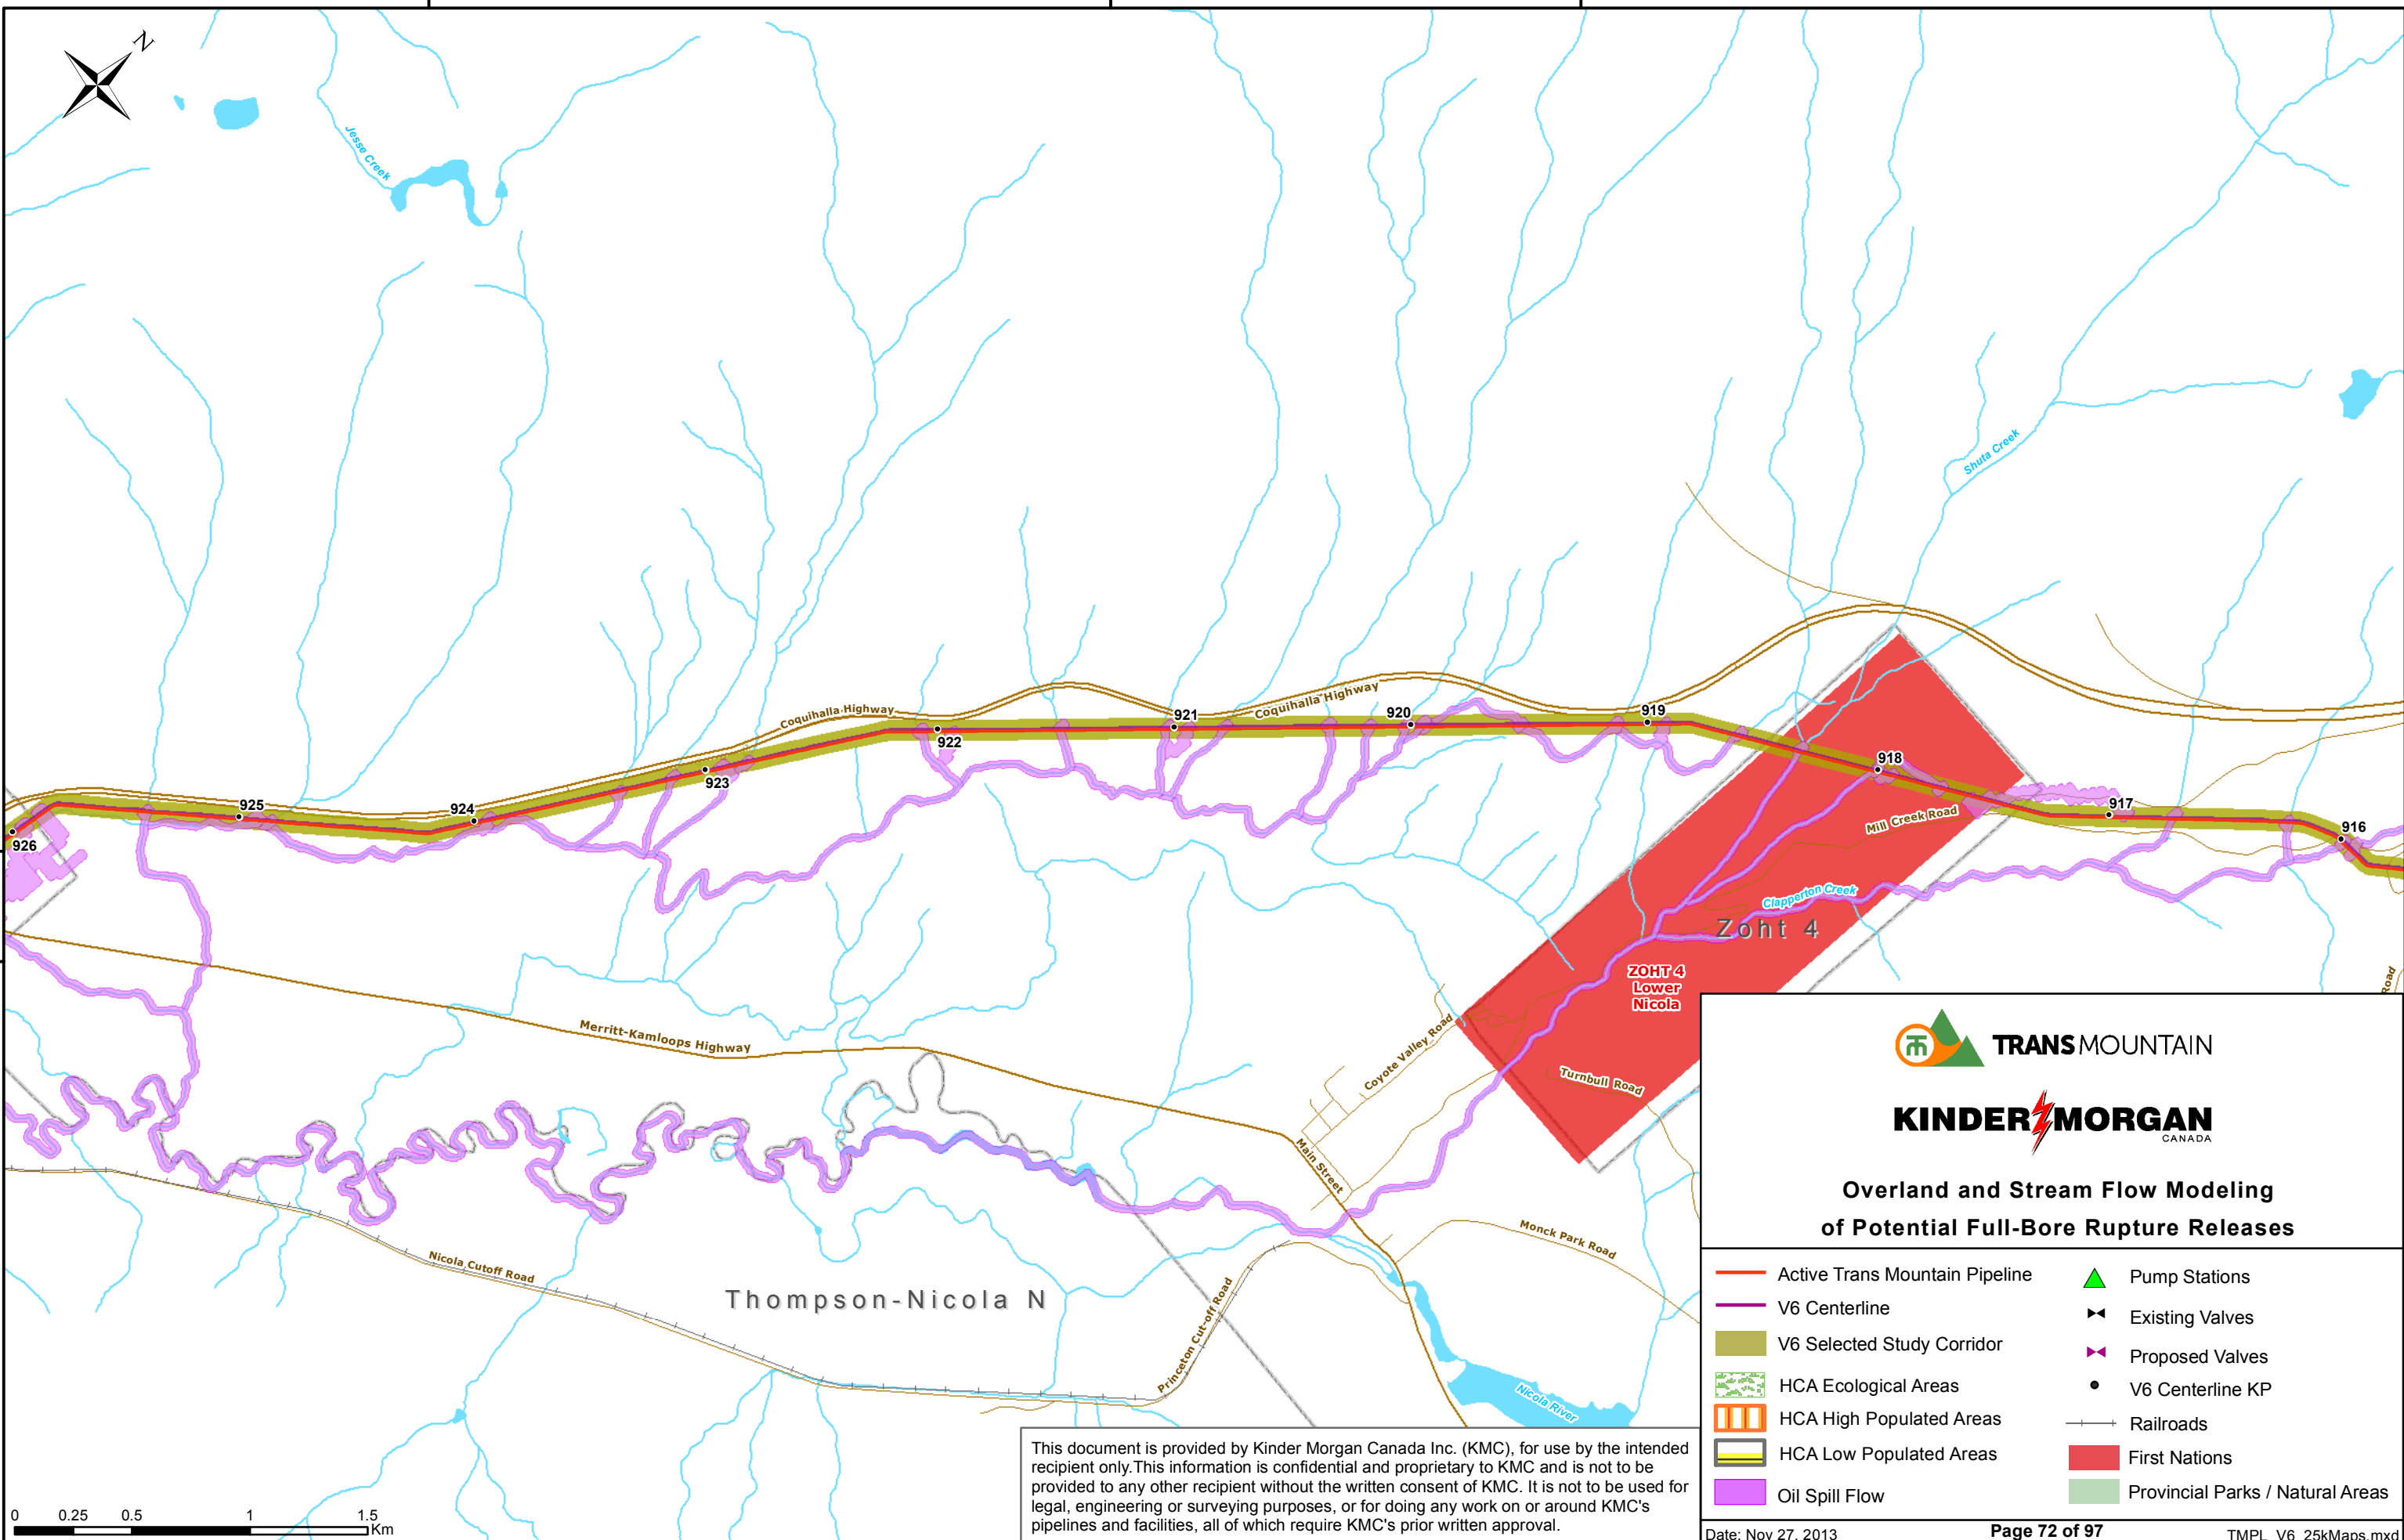 N
Jesse Creek
Shuta Creek
Coquihalla Highway
Coquihalla Highway
926
925
924
923
922
921
920
919
918
917
916
Mill Creek Road
Clapperton Creek
Zoht 4
ZOHT 4
Lower
Nicola
Road
Merritt-Kamloops Highway
Coyote Valley Road
Turnbull Road
Main Street
Monck Park Road
Nicola Cutoff Road
Princeton Cut-off Road
Thompson-Nicola N
Nicola River
TRANSMOUNTAIN
KINDER MORGAN
CANADA
Overland and Stream Flow Modeling
of Potential Full-Bore Rupture Releases
Active Trans Mountain Pipeline
V6 Centerline
V6 Selected Study Corridor
HCA Ecological Areas
HCA High Populated Areas
HCA Low Populated Areas
Oil Spill Flow
Pump Stations
Existing Valves
Proposed Valves
V6 Centerline KP
Railroads
First Nations
Provincial Parks / Natural Areas
This document is provided by Kinder Morgan Canada Inc. (KMC), for use by the intended
recipient only.This information is confidential and proprietary to KMC and is not to be
provided to any other recipient without the written consent of KMC. It is not to be used for
legal, engineering or surveying purposes, or for doing any work on or around KMC's
pipelines and facilities, all of which require KMC's prior written approval.
0 0.25 0.5 1 1.5
Km
Date: Nov 27, 2013 Page 72 of 97 TMPL_V6_25kMaps.mxd